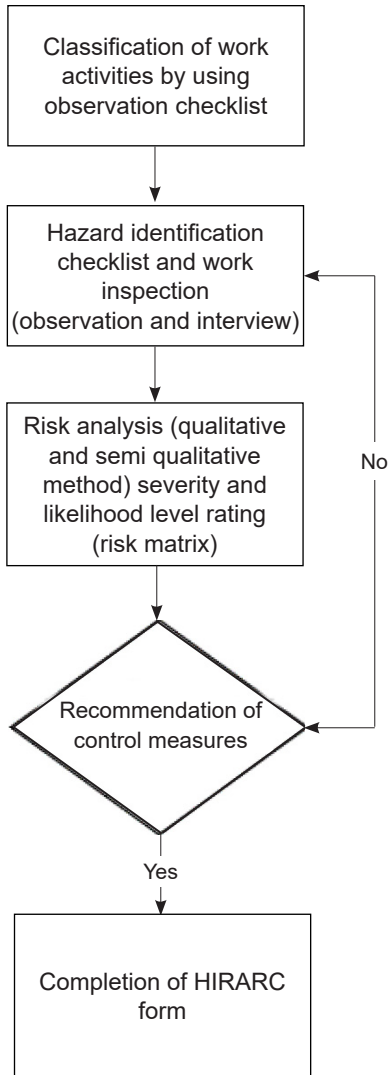 Classification of work
activities by using
observation checklist
Hazard identification
checklist and work
inspection
(observation and interview)
Risk analysis (qualitative
and semi qualitative
method) severity and
likelihood level rating
(risk matrix)
No
Recommendation of
control measures
Yes
Completion of HIRARC
form